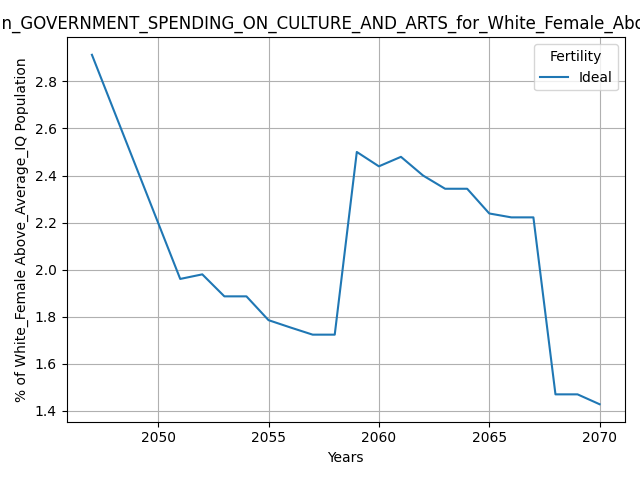 n_GOVERNMENT_SPENDING_ON_CULTURE_AND_ARTS_for_White_Female_Abo
Fertility
Ideal
% of White_Female Above_Average_IQ Population
2.8
2.6
2.4
2.2
2.0
1.8
1.6
1.4
2050 2055 2060 2065 2070
Years